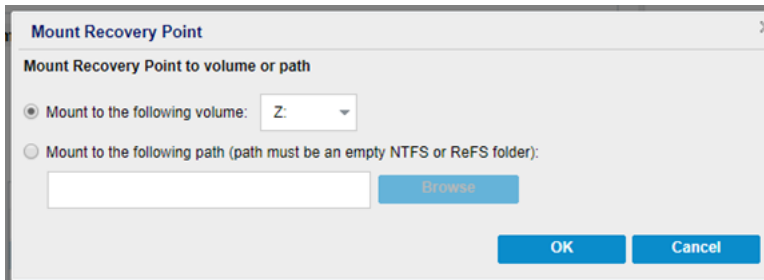 Mount Recovery Point
Mount Recovery Point to volume or path
Mount to the following volume: Z:
Mount to the following path (path must be an empty NTFS or ReFS folder):
Browse
OK Cancel